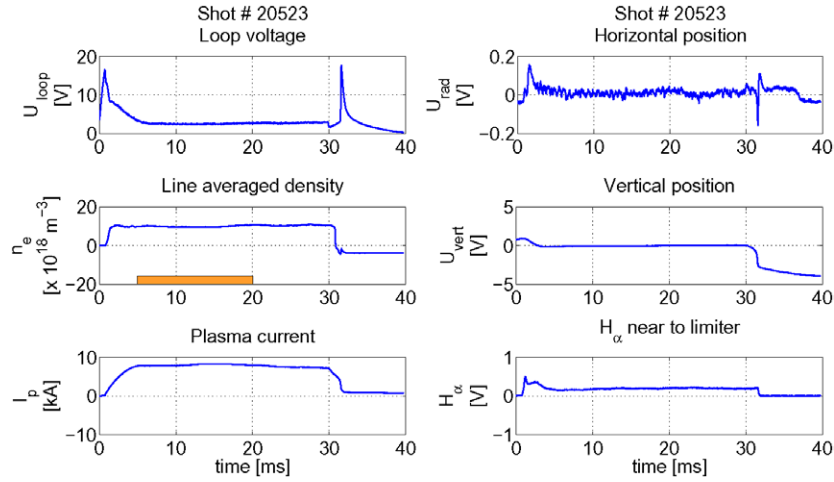 Shot # 20523
Loop voltage
20
10
0
U_loop
[V]
0 10 20 30 40
Shot # 20523
Horizontal position
0.2
0
-0.2
U_rad
[V]
0 10 20 30 40
Line averaged density
20
0
-20
n_e
[x 10^18 m^-3]
0 10 20 30 40
Vertical position
5
0
-5
U_vert
[V]
0 10 20 30 40
Plasma current
10
0
-10
I_p
[kA]
0 10 20 30 40
time [ms]
H_α near to limiter
1
0
-1
H_α
[V]
0 10 20 30 40
time [ms]